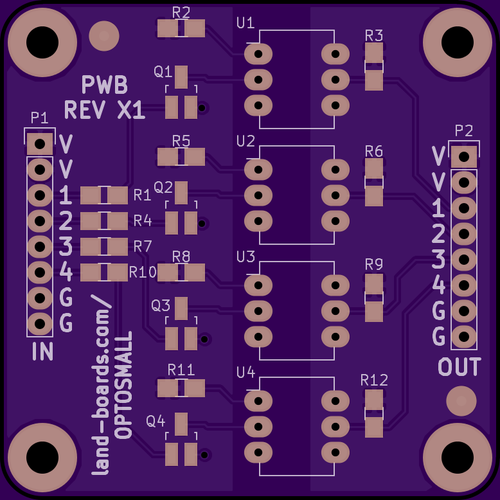 R2
U1
R3
Q1
PWB
REV X1
P1
V
V
1
2
3
4
G
G
IN
R1
R4
R7
R10
R5
U2
R6
Q2
R8
U3
R9
Q3
R11
U4
R12
Q4
P2
V
V
1
2
3
4
G
G
OUT
land-boards.com/
OPTOSMALL